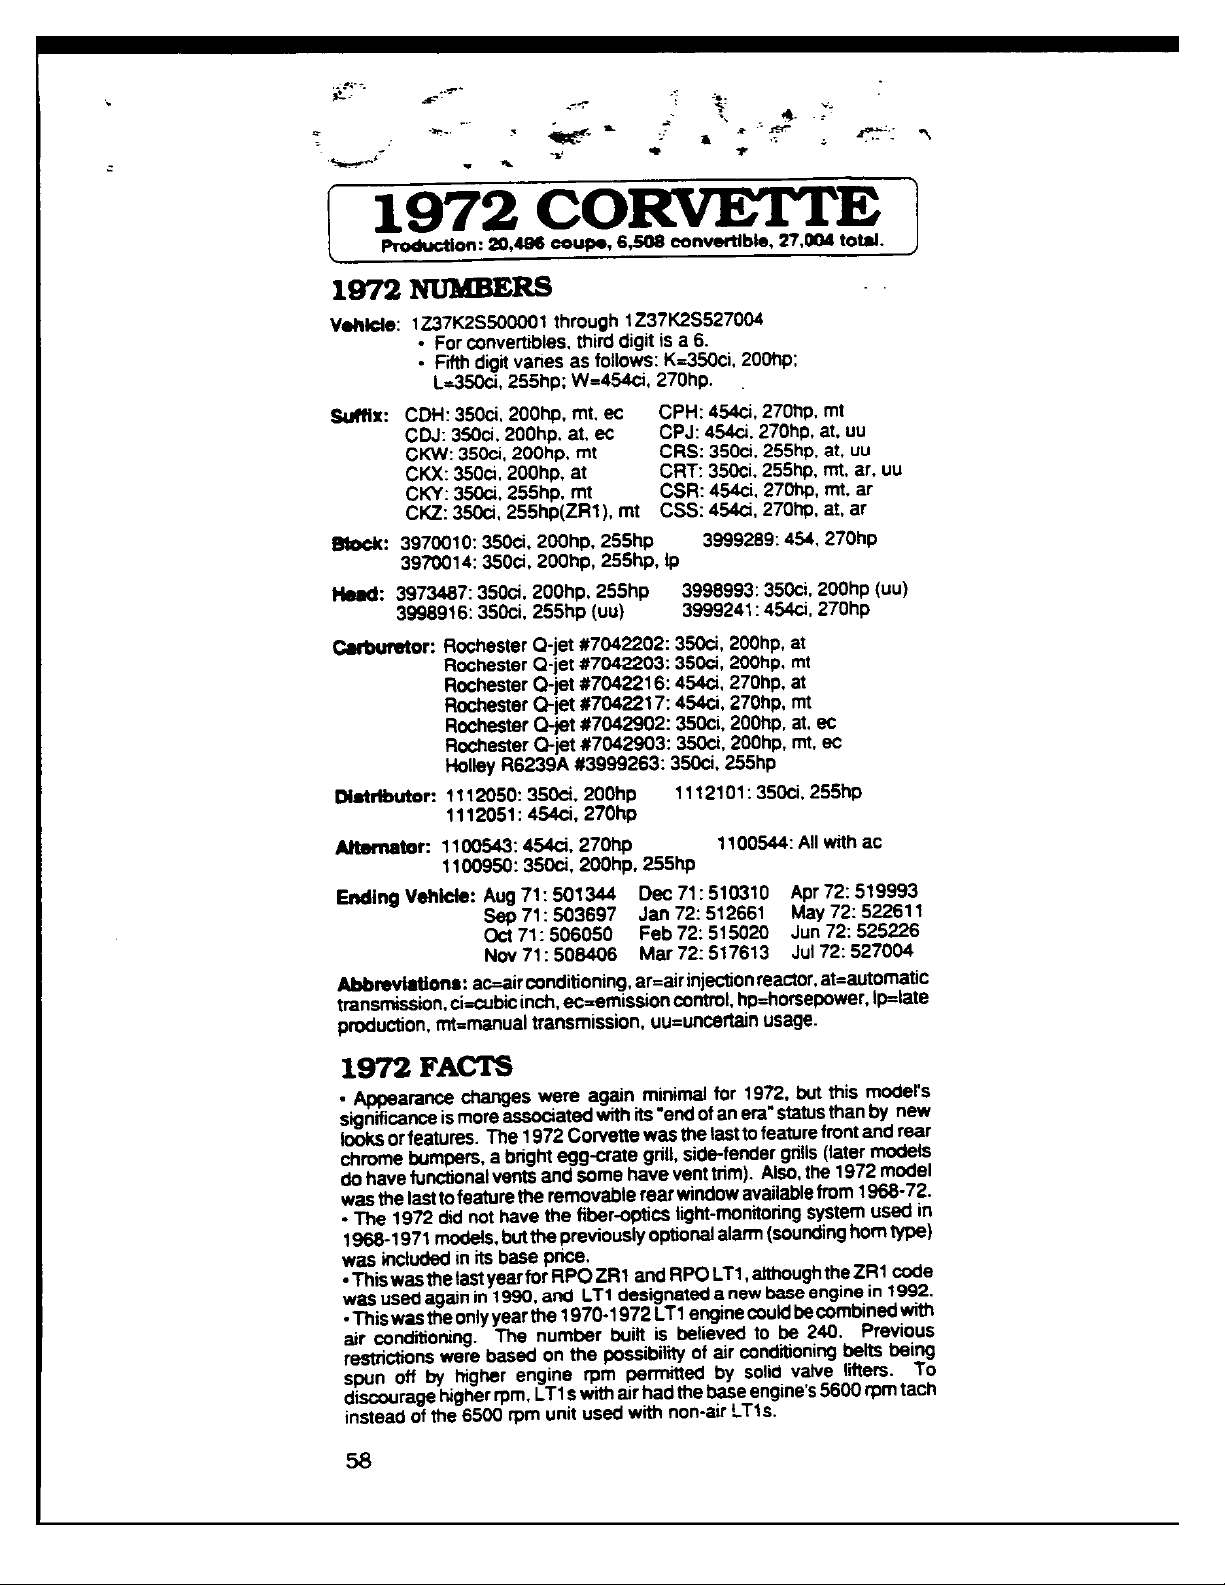 1972 CORVETTE
Production: 20,496 coupe, 6,508 convertible, 27,004 total.
1972 NUMBERS
Vehicle: 1Z37K2S500001 through 1Z37K2S527004
• For convertibles, third digit is a 6.
• Fifth digit varies as follows: K=350ci, 200hp;
L=350ci, 255hp; W=454ci, 270hp.
Suffix: CDH: 350ci, 200hp, mt, ec CPH: 454ci, 270hp, mt
CDJ: 350ci, 200hp, at, ec CPJ: 454ci, 270hp, at, uu
CKW: 350ci, 200hp, mt CRS: 350ci, 255hp, at, uu
CKX: 350ci, 200hp, at CRT: 350ci, 255hp, mt, ar, uu
CKY: 350ci, 255hp, mt CSR: 454ci, 270hp, mt, ar
CKZ: 350ci, 255hp(ZR1), mt CSS: 454ci, 270hp, at, ar
Block: 3970010: 350ci, 200hp, 255hp 3999289: 454, 270hp
3970014: 350ci, 200hp, 255hp, lp
Head: 3973487: 350ci, 200hp, 255hp 3998993: 350ci, 200hp (uu)
3998916: 350ci, 255hp (uu) 3999241: 454ci, 270hp
Carburetor: Rochester Q-jet #7042202: 350ci, 200hp, at
Rochester Q-jet #7042203: 350ci, 200hp, mt
Rochester Q-jet #7042216: 454ci, 270hp, at
Rochester Q-jet #7042217: 454ci, 270hp, mt
Rochester Q-jet #7042902: 350ci, 200hp, at, ec
Rochester Q-jet #7042903: 350ci, 200hp, mt, ec
Holley R6239A #3999263: 350ci, 255hp
Distributor: 1112050: 350ci, 200hp 1112101: 350ci, 255hp
1112051: 454ci, 270hp
Alternator: 1100543: 454ci, 270hp 1100544: All with ac
1100950: 350ci, 200hp, 255hp
Ending Vehicle: Aug 71: 501344 Dec 71: 510310 Apr 72: 519993
Sep 71: 503697 Jan 72: 512661 May 72: 522611
Oct 71: 506050 Feb 72: 515020 Jun 72: 525226
Nov 71: 508406 Mar 72: 517613 Jul 72: 527004
Abbreviations: ac=air conditioning, ar=air injection reactor, at=automatic
transmission, ci=cubic inch, ec=emission control, hp=horsepower, lp=late
production, mt=manual transmission, uu=uncertain usage.
1972 FACTS
• Appearance changes were again minimal for 1972, but this model's
significance is more associated with its "end of an era" status than by new
looks or features. The 1972 Corvette was the last to feature front and rear
chrome bumpers, a bright egg-crate grill, side-fender grills (later models
do have functional vents and some have vent trim). Also, the 1972 model
was the last to feature the removable rear window available from 1968-72.
• The 1972 did not have the fiber-optics light-monitoring system used in
1968-1971 models, but the previously optional alarm (sounding horn type)
was included in its base price.
• This was the last year for RPO ZR1 and RPO LT1, although the ZR1 code
was used again in 1990, and LT1 designated a new base engine in 1992.
• This was the only year the 1970-1972 LT1 engine could be combined with
air conditioning. The number built is believed to be 240. Previous
restrictions were based on the possibility of air conditioning belts being
spun off by higher engine rpm permitted by solid valve lifters. To
discourage higher rpm, LT1s with air had the base engine's 5600 rpm tach
instead of the 6500 rpm unit used with non-air LT1s.
58